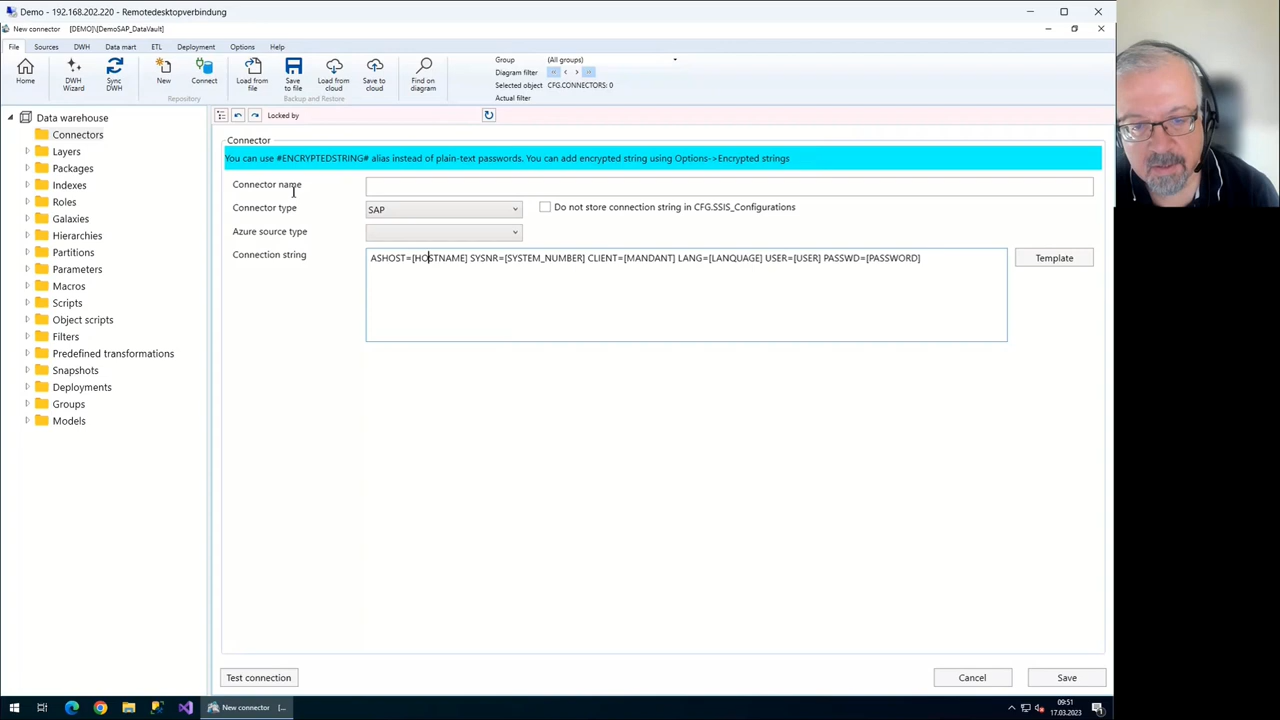 Demo - 192.168.202.220 - Remotedesktopverbindung
New connector [DEMO]\[DemoSAP_DataVault]
File Sources DWH Data mart ETL Deployment Options Help
Home
DWH Wizard
Sync DWH
New
Connect
Load from file
Save to file
Load from cloud
Save to cloud
Find on diagram
Repository
Backup and Restore
Group (All groups)
Diagram filter
Selected object CFG.CONNECTORS: 0
Actual filter
Data warehouse
Connectors
Layers
Packages
Indexes
Roles
Galaxies
Hierarchies
Partitions
Parameters
Macros
Scripts
Object scripts
Filters
Predefined transformations
Snapshots
Deployments
Groups
Models
Locked by
Connector
You can use #ENCRYPTEDSTRING# alias instead of plain-text passwords. You can add encrypted string using Options->Encrypted strings
Connector name
Connector type SAP Do not store connection string in CFG.SSIS_Configurations
Azure source type
Connection string ASHOST=[HOSTNAME] SYSNR=[SYSTEM_NUMBER] CLIENT=[MANDANT] LANG=[LANQUAGE] USER=[USER] PASSWD=[PASSWORD] Template
Test connection Cancel Save
New connector [...
09:51
17.03.2023